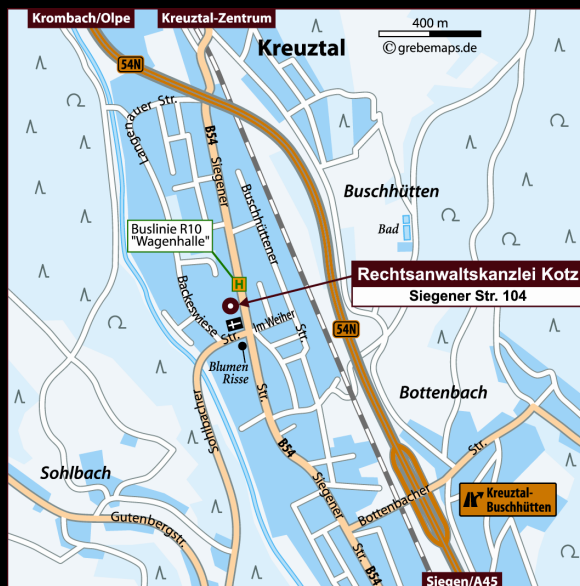 Krombach/Olpe
Kreuztal-Zentrum
400 m
©grebemaps.de
Kreuztal
54N
Langenauer Str.
B54
Siegener
Buschhüttener
Buschhütten
Bad
Buslinie R10
"Wagenhalle"
H
Rechtsanwaltskanzlei Kotz
Siegener Str. 104
Backeswiese Str.
Im Weiher
Str.
54N
Blumen
Risse
Sohlbacher
Str.
Bottenbach
B54
Siegener
Str.
Bottenbacher
Str.
Sohlbach
Gutenbergstr.
Kreuztal-
Buschhütten
B54
Siegen/A45